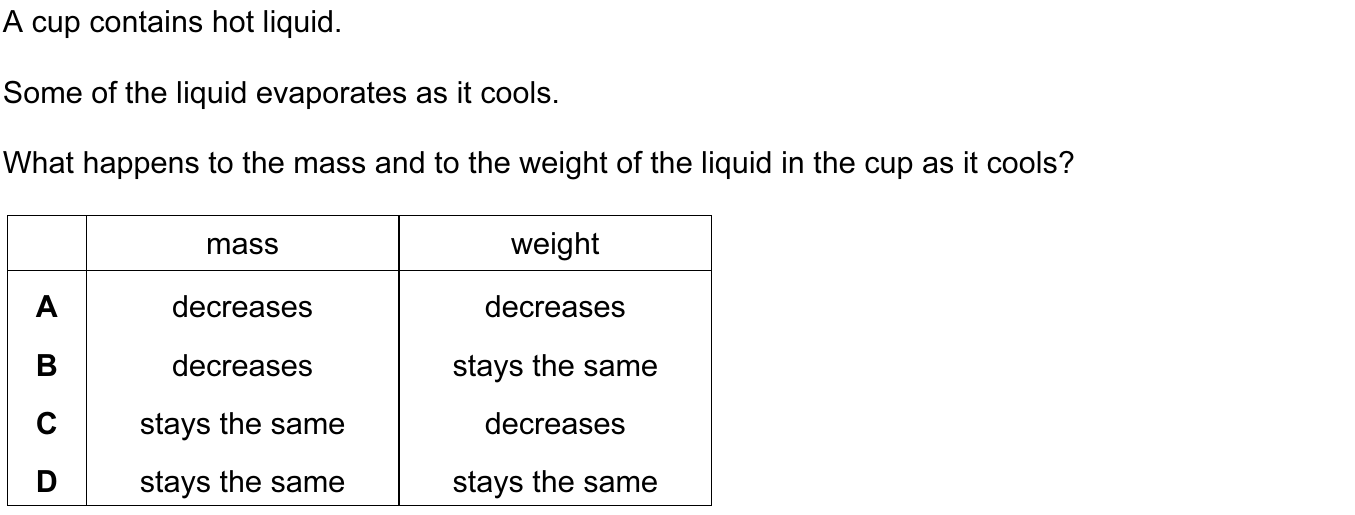 A cup contains hot liquid.
Some of the liquid evaporates as it cools.
What happens to the mass and to the weight of the liquid in the cup as it cools?
mass weight
A decreases decreases
B decreases stays the same
C stays the same decreases
D stays the same stays the same